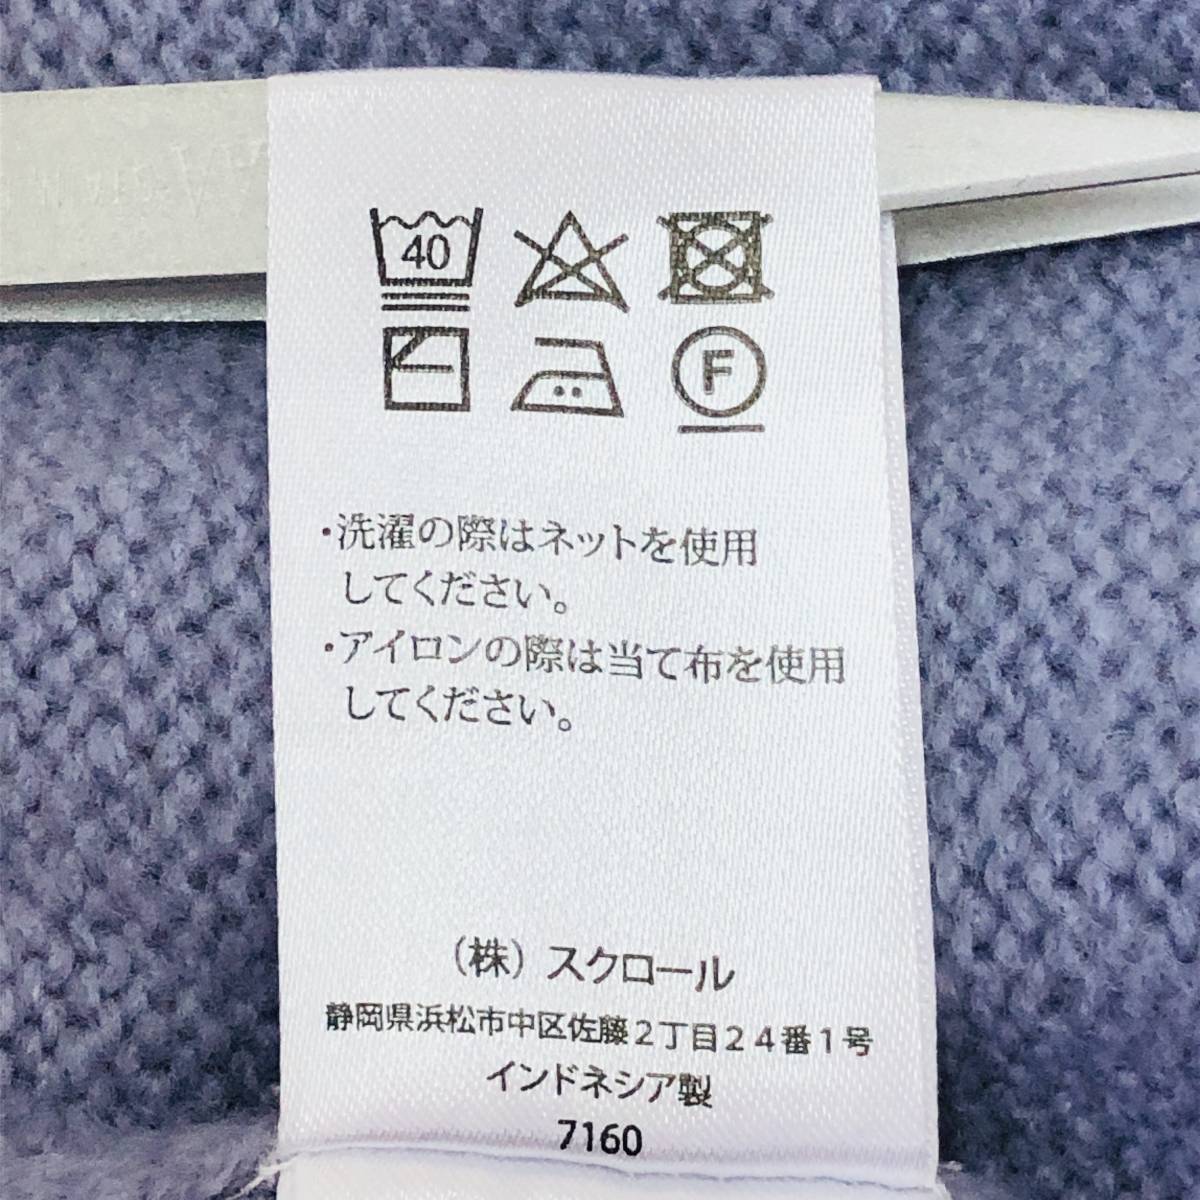 40
F
・洗濯の際はネットを使用
してください。
・アイロンの際は当て布を使用
してください。
（株）スクロール
静岡県浜松市中区佐藤２丁目２４番１号
インドネシア製
7160